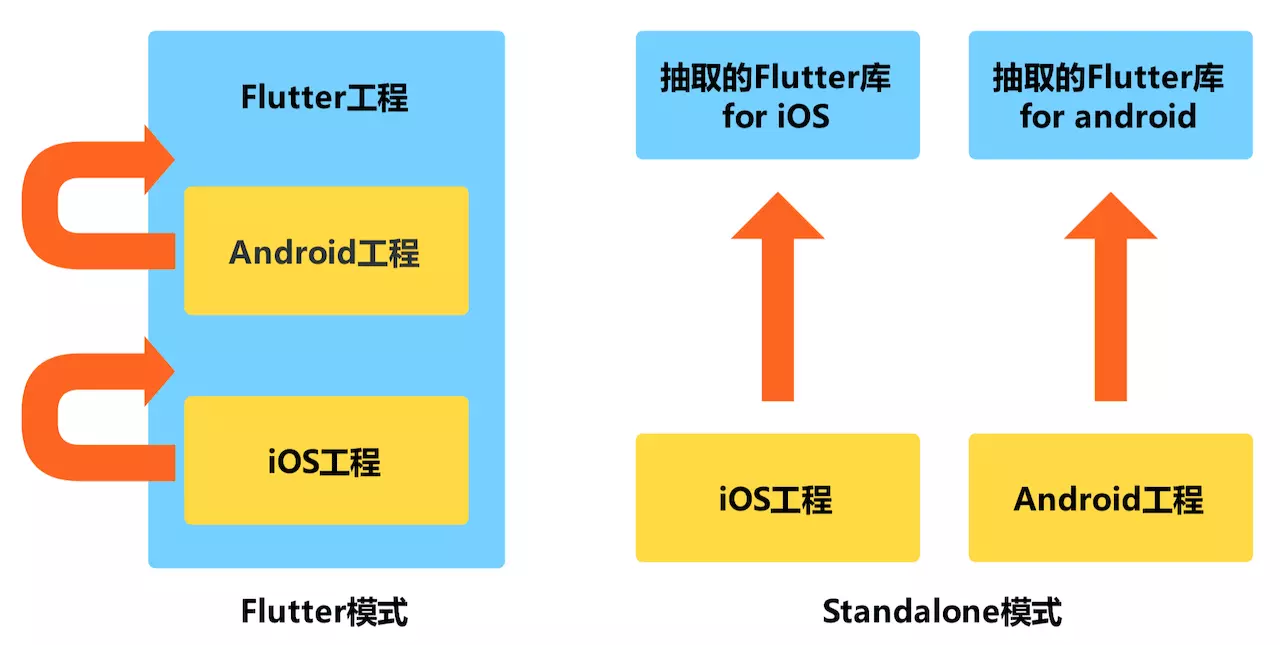 Flutter工程
Android工程
iOS工程
Flutter模式
抽取的Flutter库
for iOS
抽取的Flutter库
for android
iOS工程
Android工程
Standalone模式